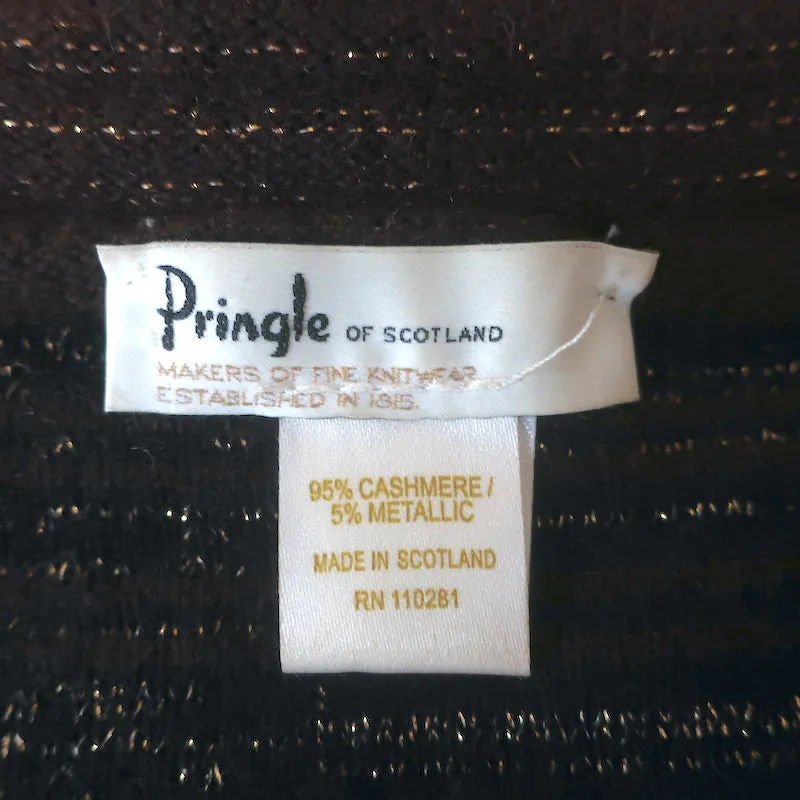 Pringle OF SCOTLAND
MAKERS OF FINE KNITWEAR
ESTABLISHED IN 1815.
95% CASHMERE /
5% METALLIC
MADE IN SCOTLAND
RN 110281